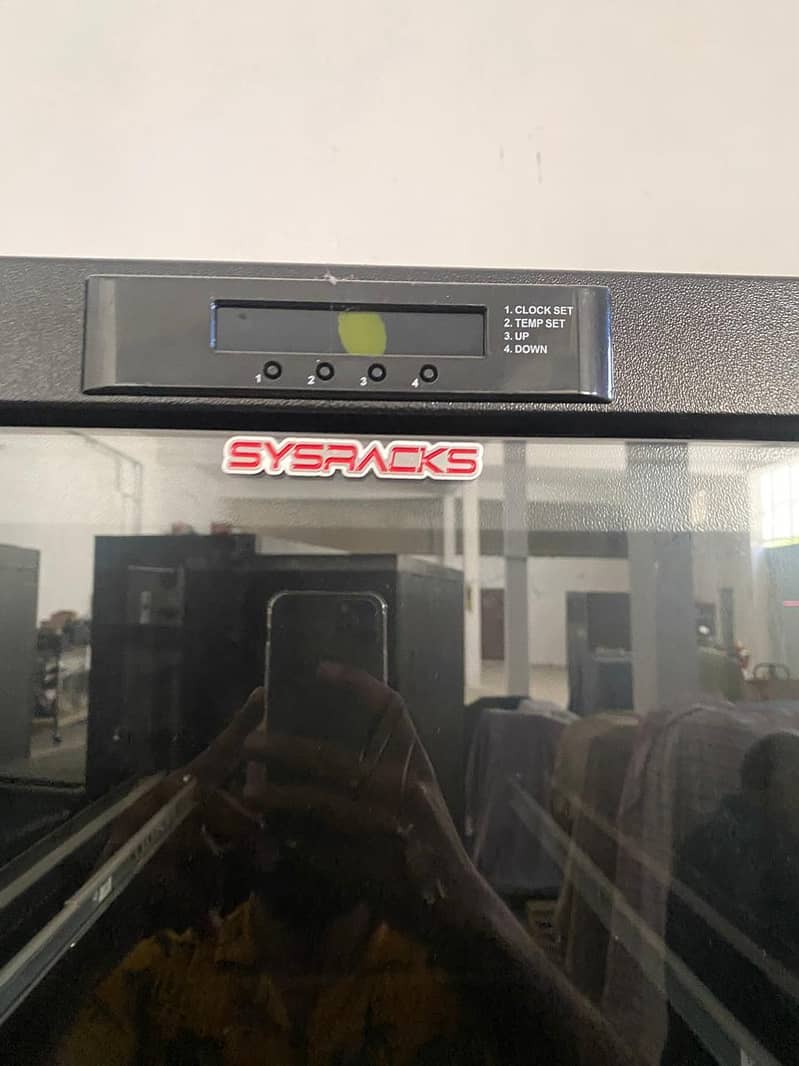 1. CLOCK SET
2. TEMP SET
3. UP
4. DOWN
1 2 3 4
SYSRACKS